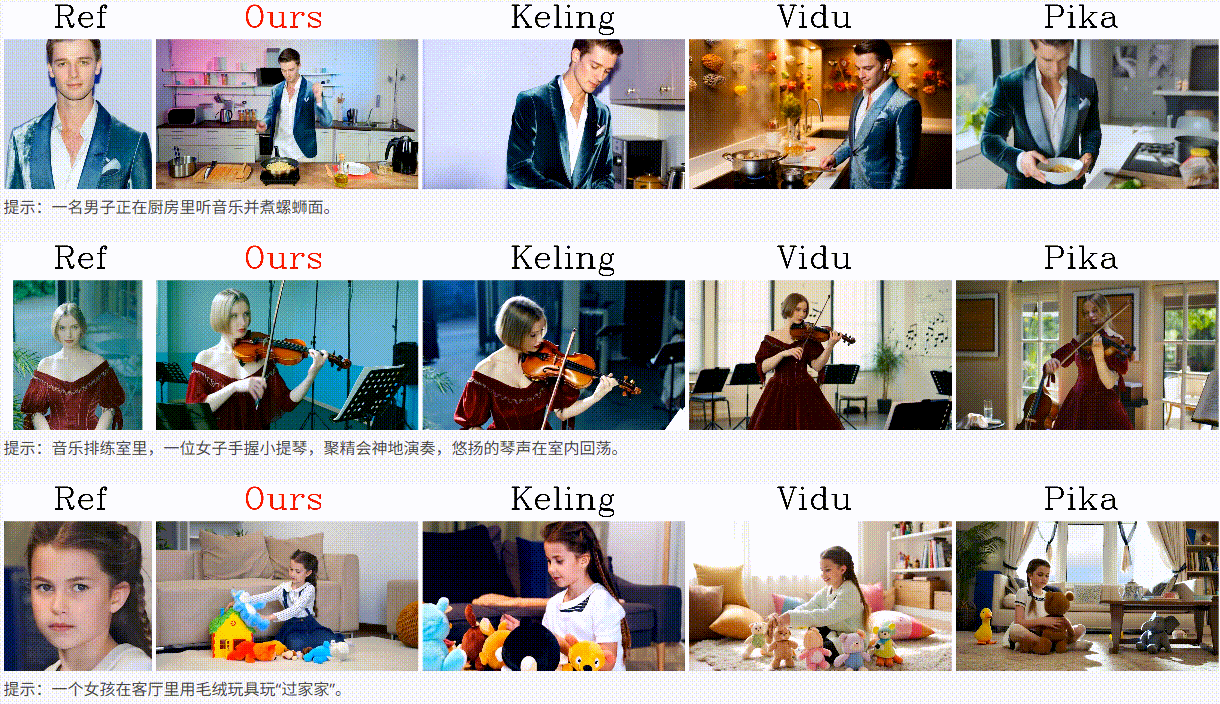 Ref Ours Keling Vidu Pika
提示：一名男子正在厨房里听音乐并煮螺蛳面。
Ref Ours Keling Vidu Pika
提示：音乐排练室里，一位女子手握小提琴，聚精会神地演奏，悠扬的琴声在室内回荡。
Ref Ours Keling Vidu Pika
提示：一个女孩在客厅里用毛绒玩具玩“过家家”。